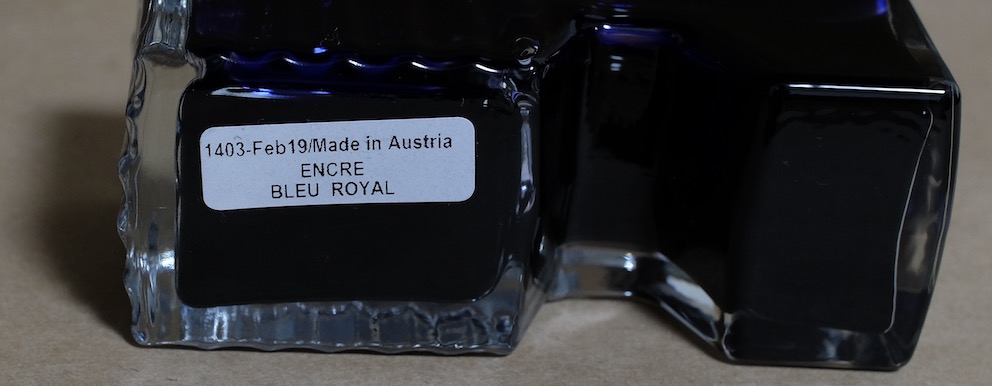 1403-Feb19/Made in Austria
ENCRE
BLEU ROYAL